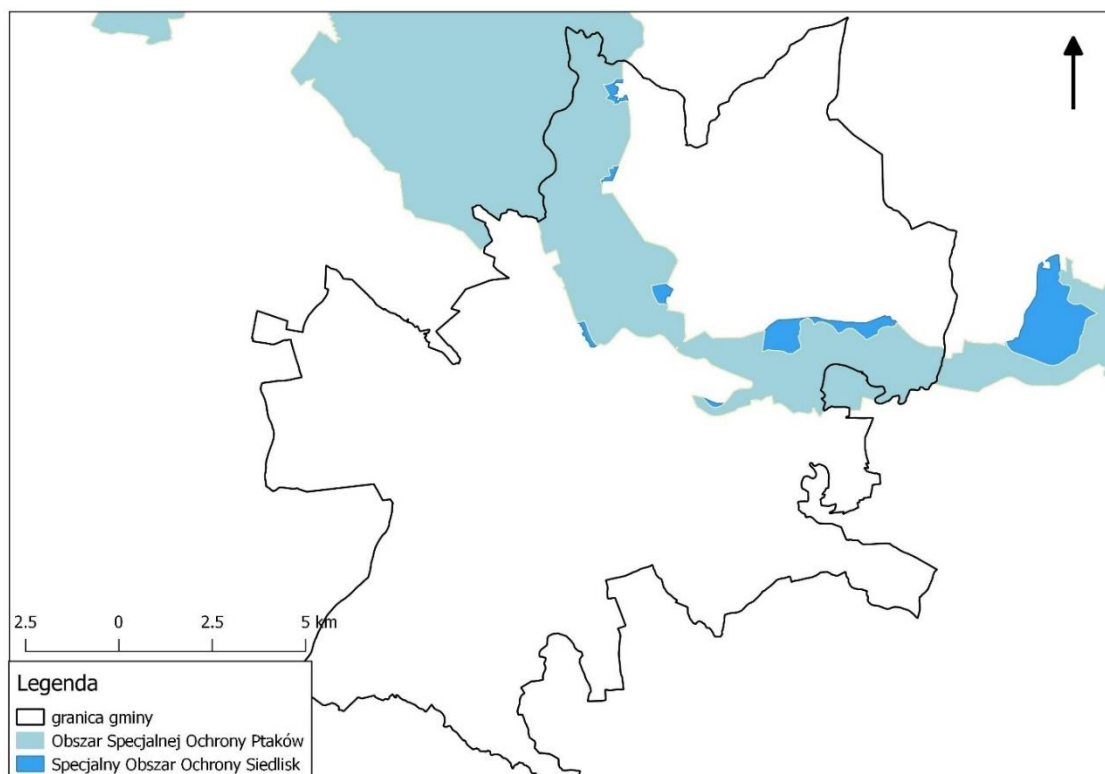 2.5 0 2.5 5 km
Legenda
granica gminy
Obszar Specjalnej Ochrony Ptaków
Specjalny Obszar Ochrony Siedlisk